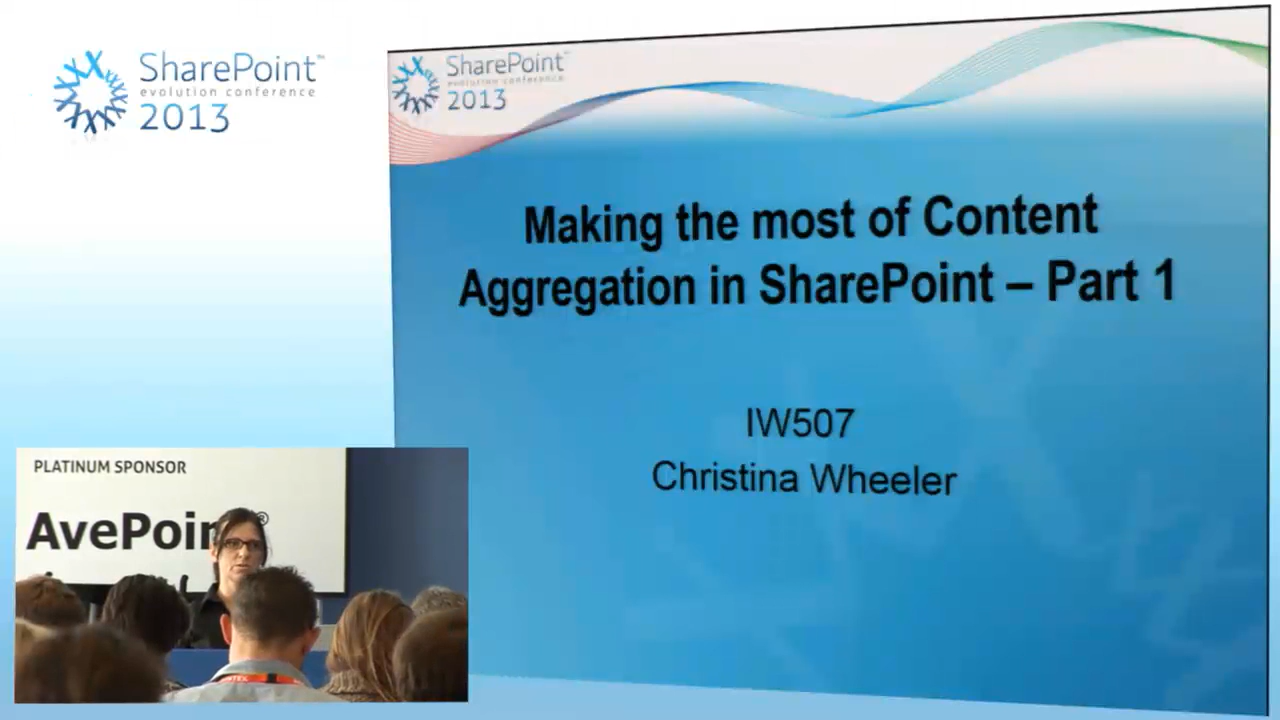 SharePoint™
evolution conference
2013
SharePoint™
evolution conference
2013
Making the most of Content
Aggregation in SharePoint – Part 1
IW507
Christina Wheeler
PLATINUM SPONSOR
AvePoin ®